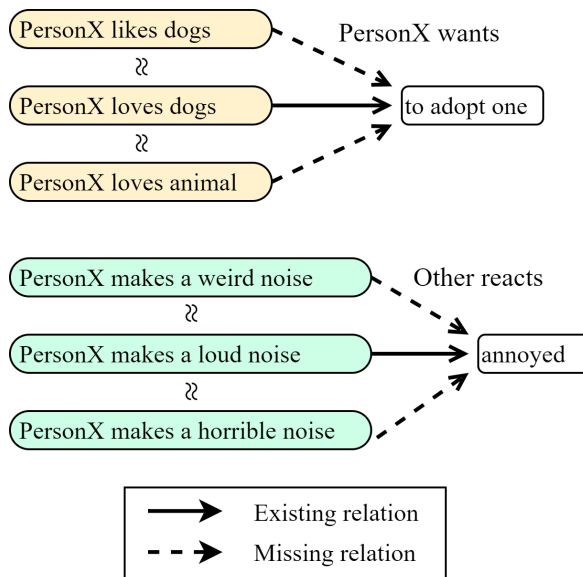 PersonX likes dogs
PersonX wants
≈
PersonX loves dogs
to adopt one
≈
PersonX loves animal
PersonX makes a weird noise
Other reacts
≈
PersonX makes a loud noise
annoyed
≈
PersonX makes a horrible noise
Existing relation
Missing relation